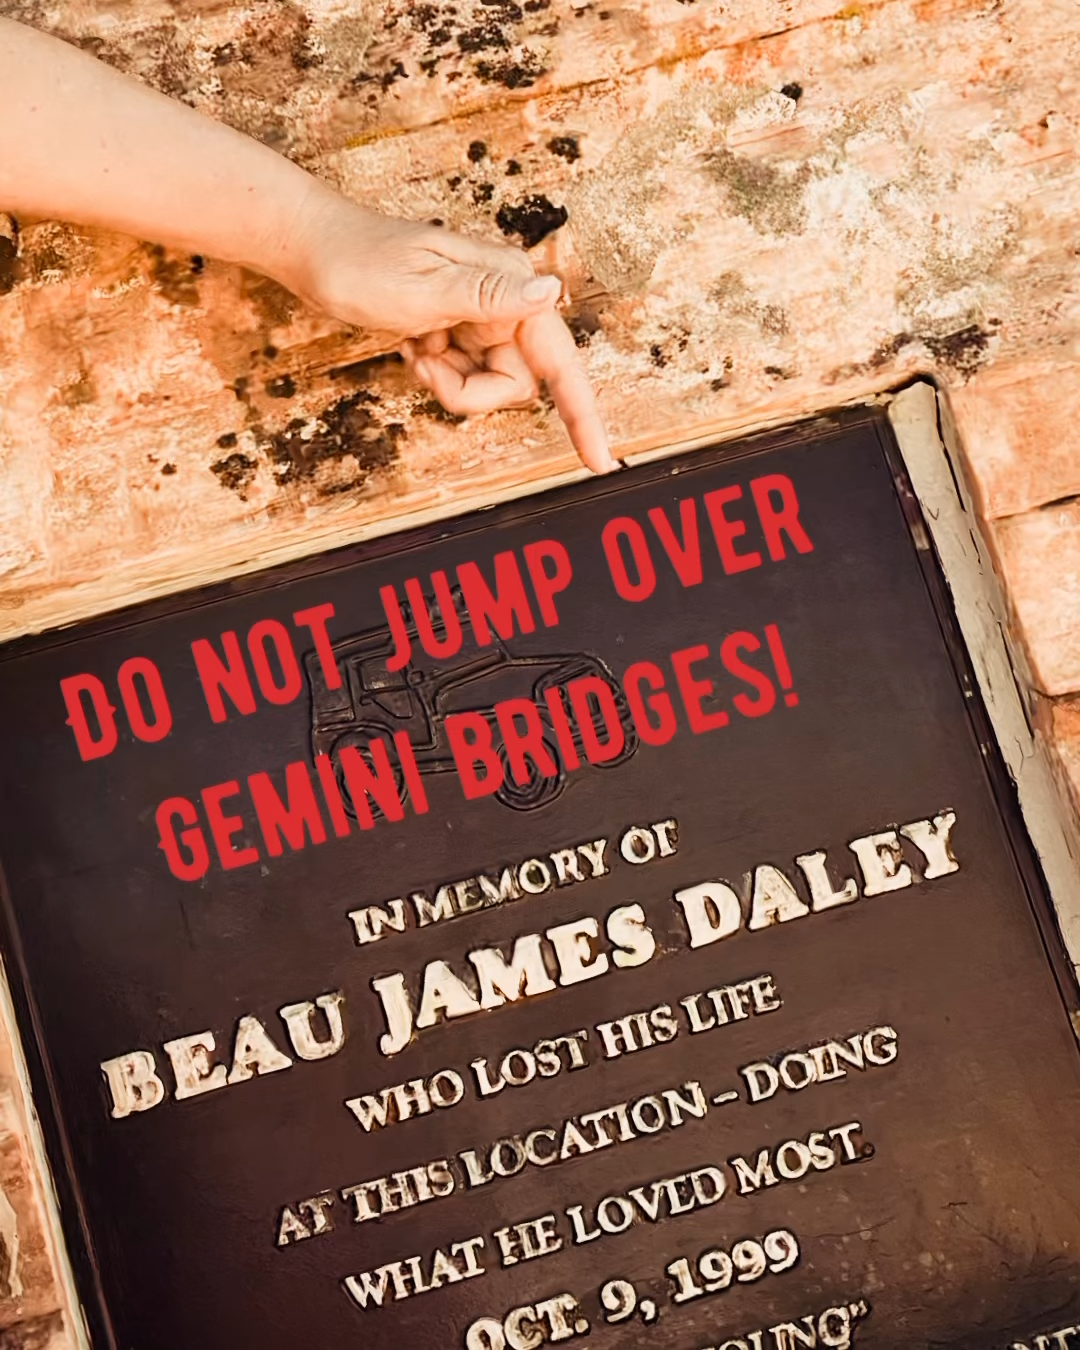 DO NOT JUMP OVER
GEMINI BRIDGES!
IN MEMORY OF
BEAU JAMES DALEY
WHO LOST HIS LIFE
AT THIS LOCATION – DOING
WHAT HE LOVED MOST.
OCT. 9, 1999